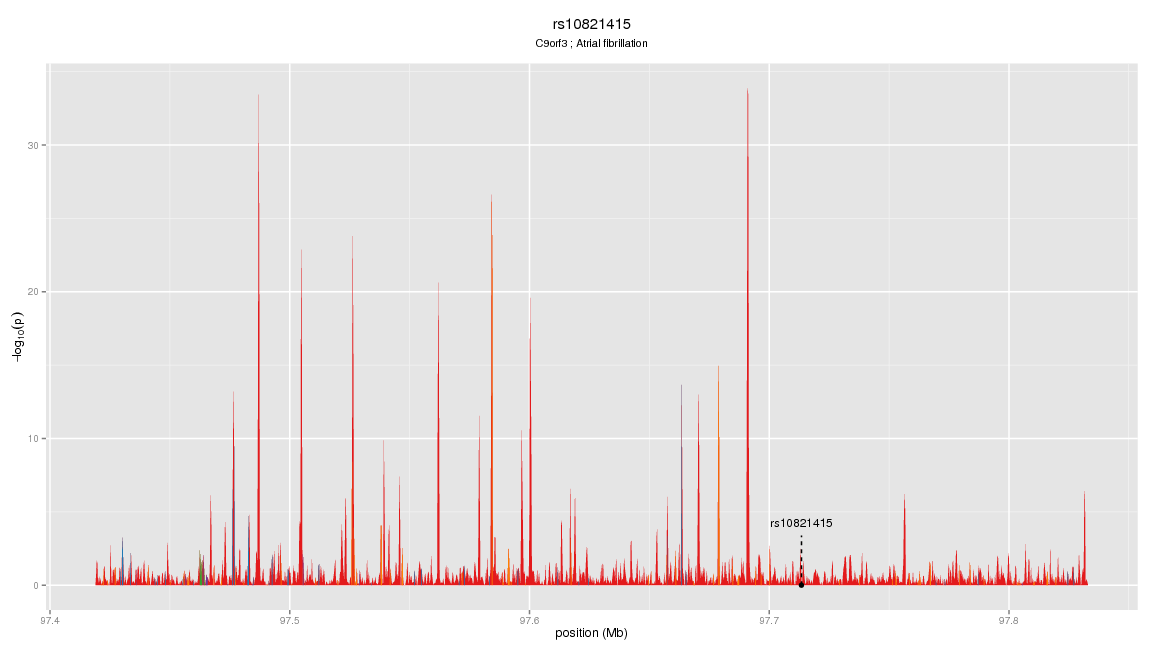 rs10821415
C9orf3 ; Atrial fibrillation
−log10(p)
30
20
10
0
rs10821415
97.4 97.5 97.6 97.7 97.8
position (Mb)